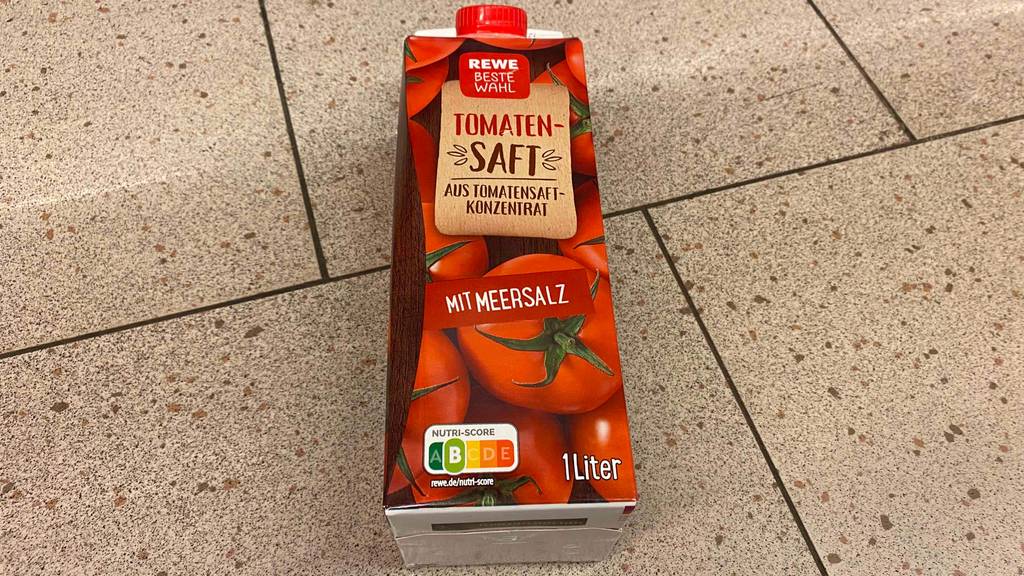 REWE
BESTE
WAHL
TOMATEN-
SAFT
AUS TOMATENSAFT-
KONZENTRAT
MIT MEERSALZ
NUTRI-SCORE
A B C D E
rewe.de/nutri-score
1 Liter